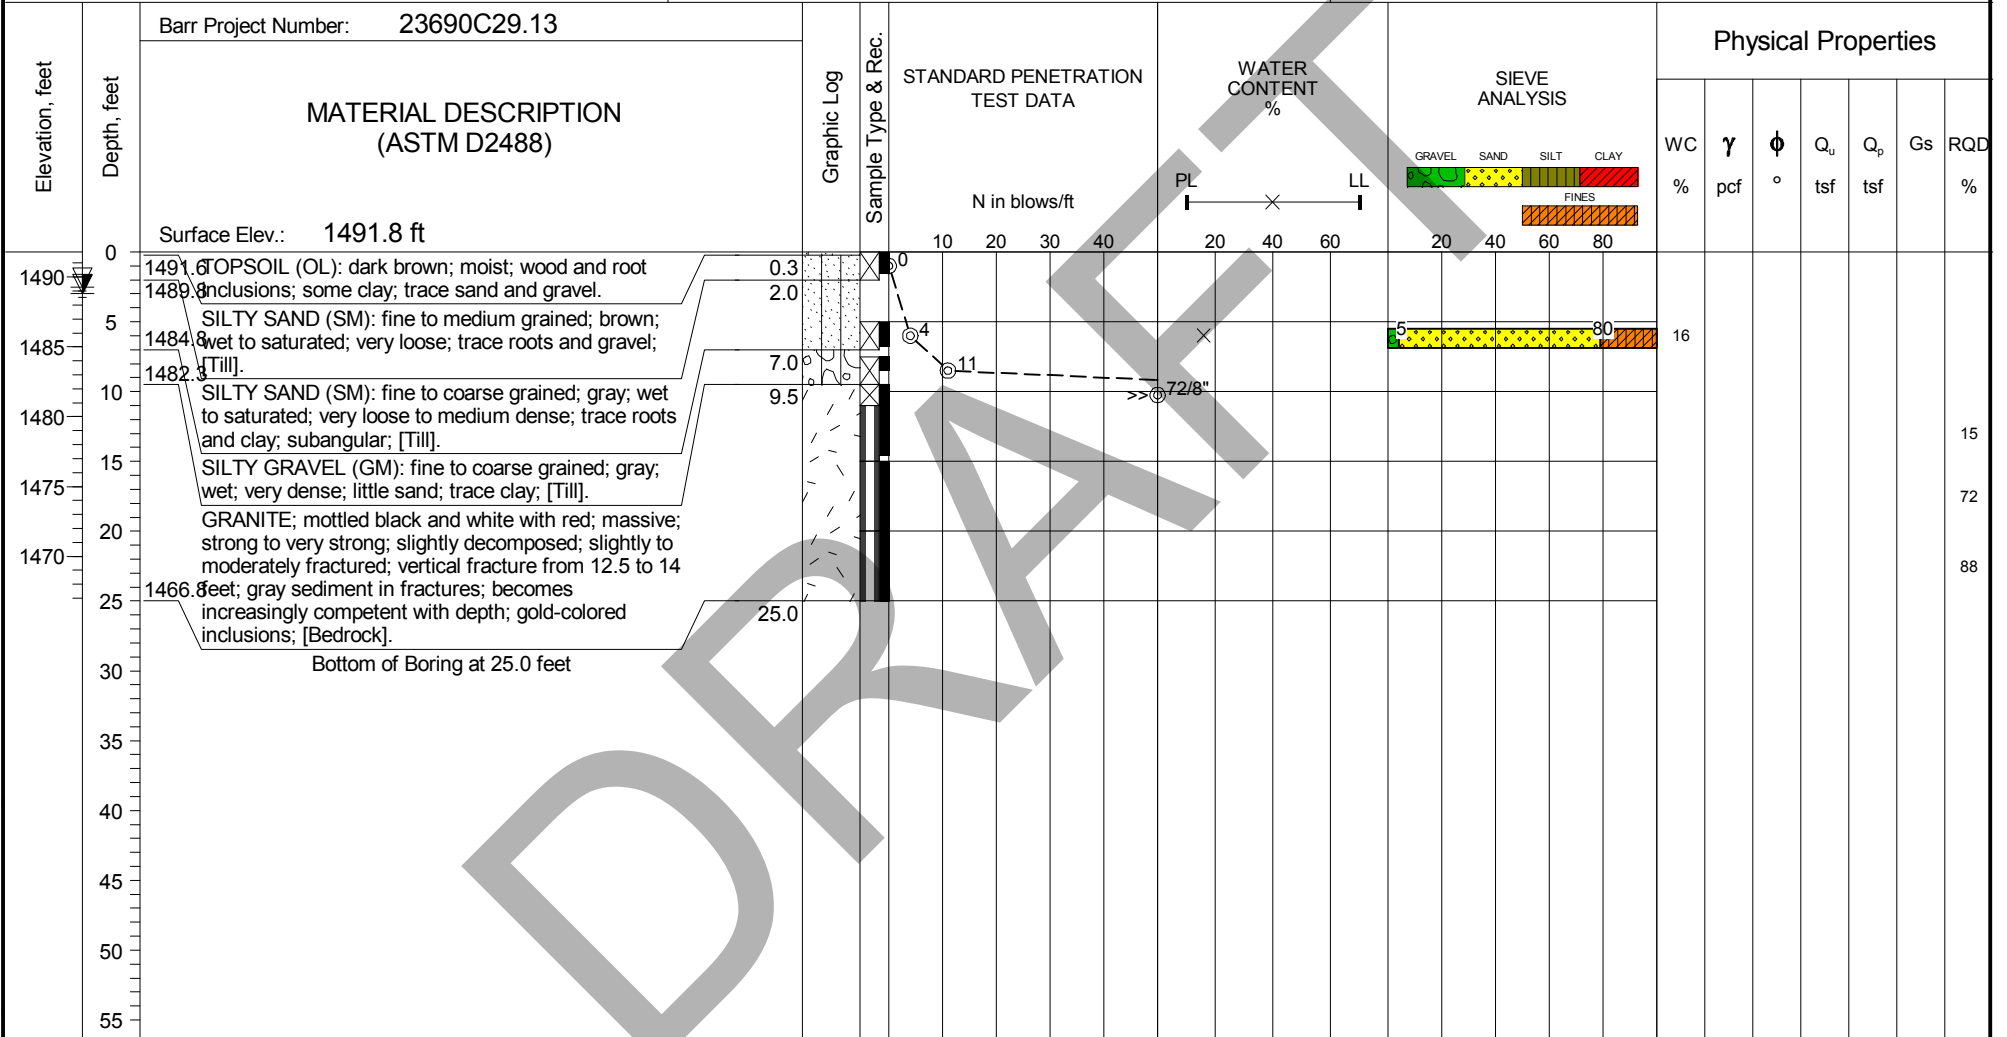 Barr Project Number: 23690C29.13
Elevation, feet
Depth, feet
MATERIAL DESCRIPTION
(ASTM D2488)
Surface Elev.: 1491.8 ft
Graphic Log
Sample Type & Rec.
STANDARD PENETRATION
TEST DATA
N in blows/ft
10 20 30 40
WATER
CONTENT
%
PL LL
20 40 60
SIEVE
ANALYSIS
GRAVEL SAND SILT CLAY
FINES
20 40 60 80
Physical Properties
WC γ ϕ Qu Qp Gs RQD
% pcf ° tsf tsf %
0
1490
5
1485
10
1480
15
1475
20
1470
25
30
35
40
45
50
55
1491.6
TOPSOIL (OL): dark brown; moist; wood and root
inclusions; some clay; trace sand and gravel.
0.3
1489.8
SILTY SAND (SM): fine to medium grained; brown;
wet to saturated; very loose; trace roots and gravel;
[Till].
2.0
1484.8
SILTY SAND (SM): fine to coarse grained; gray; wet
to saturated; very loose to medium dense; trace roots
and clay; subangular; [Till].
7.0
1482.3
SILTY GRAVEL (GM): fine to coarse grained; gray;
wet; very dense; little sand; trace clay; [Till].
9.5
GRANITE; mottled black and white with red; massive;
strong to very strong; slightly decomposed; slightly to
moderately fractured; vertical fracture from 12.5 to 14
feet; gray sediment in fractures; becomes
increasingly competent with depth; gold-colored
inclusions; [Bedrock].
1466.8
25.0
Bottom of Boring at 25.0 feet
0
4
11
>> 72/8"
5 80
16
15
72
88
DRAFT